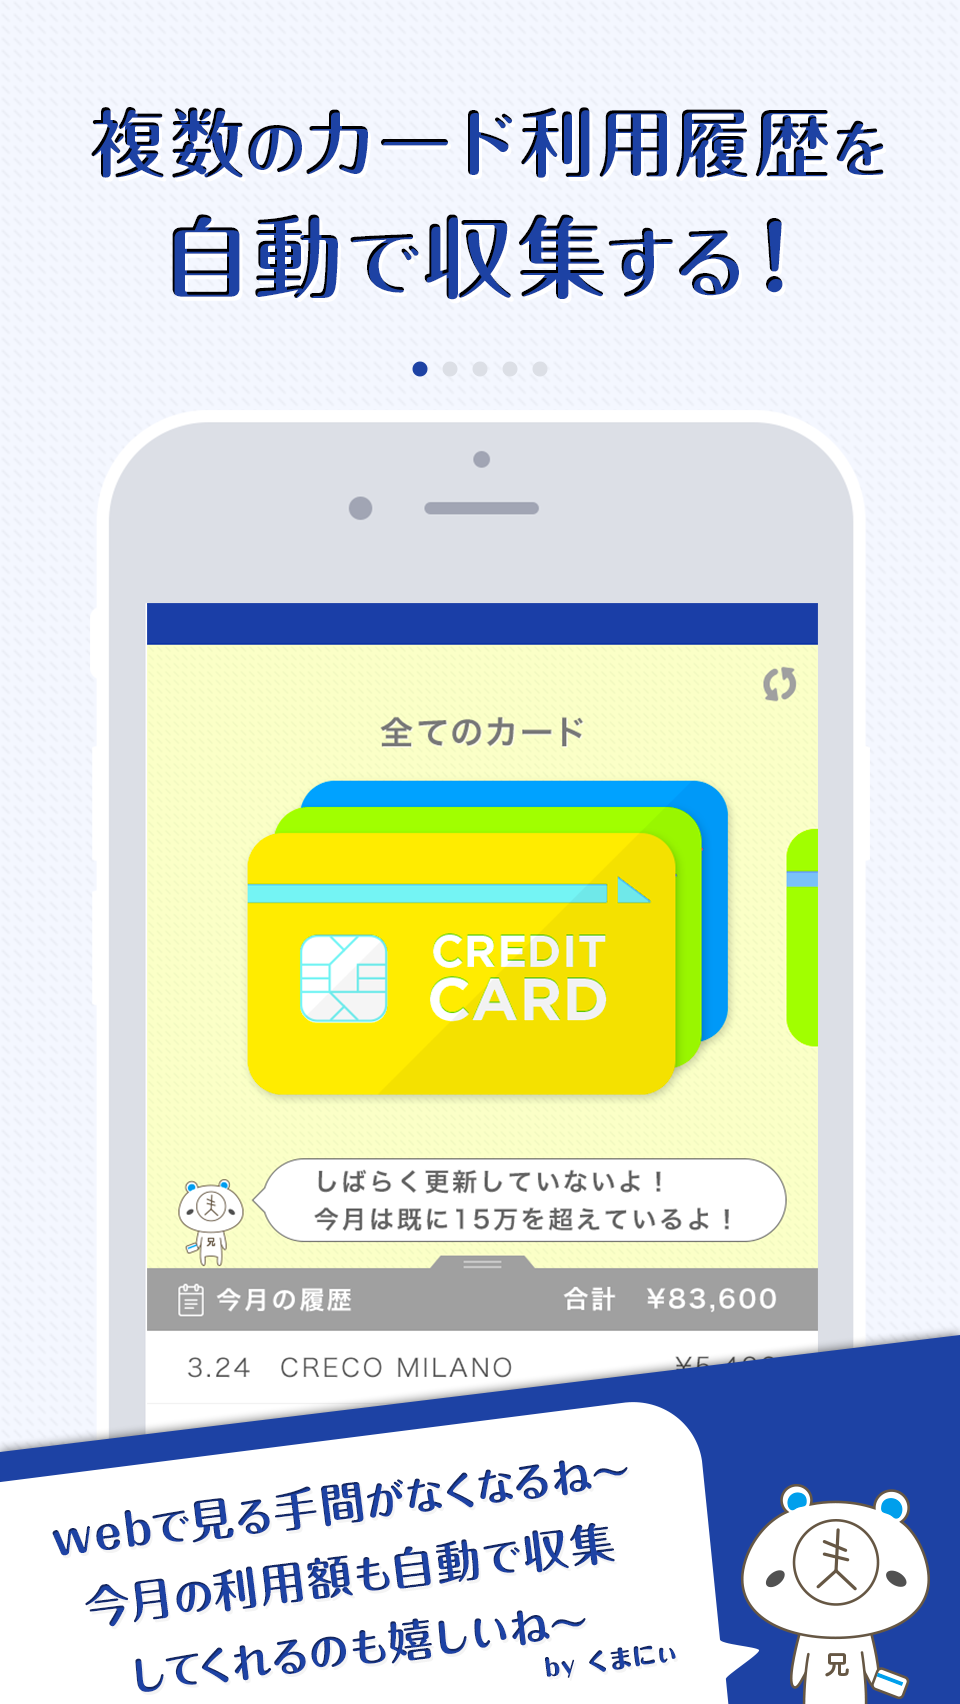 複数のカード利用履歴を
自動で収集する！
全てのカード
CREDIT
CARD
しばらく更新していないよ！
今月は既に15万を超えているよ！
兄
今月の履歴 合計 ¥83,600
3.24 CRECO MILANO
webで見る手間がなくなるね〜
今月の利用額も自動で収集
してくれるのも嬉しいね〜
by くまにぃ
兄